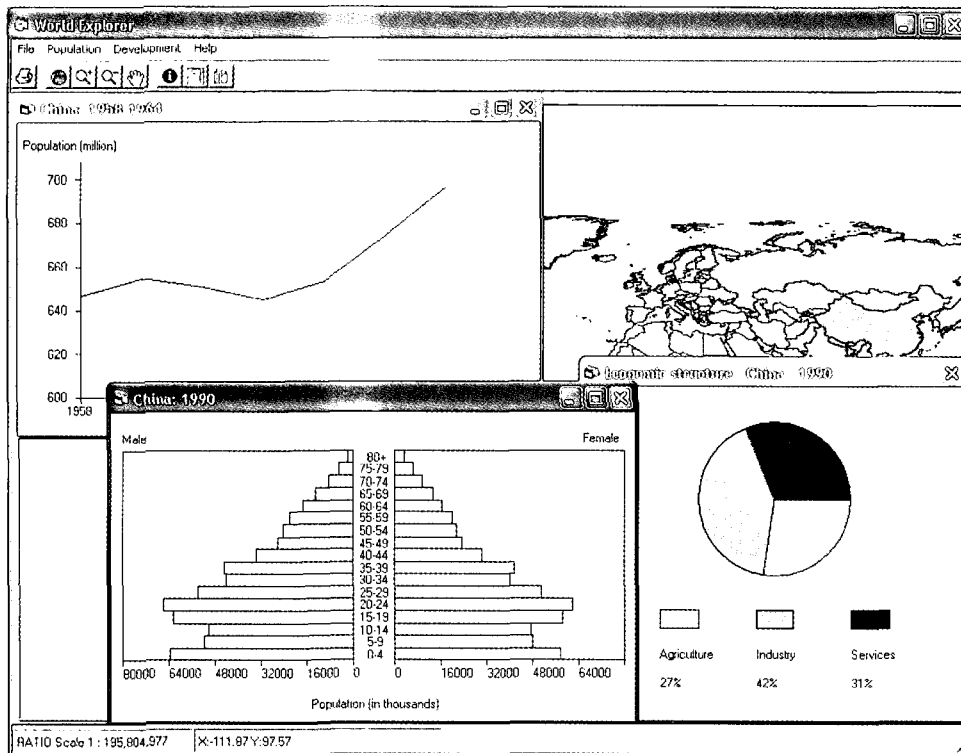 World Explorer
File Population Development Help
China: 1958-1964
Population (million)
700
680
660
640
620
600
1958
Economic structure China 1990
China: 1990
Male Female
80+
75-79
70-74
65-69
60-64
55-59
50-54
45-49
40-44
35-39
30-34
25-29
20-24
15-19
10-14
5-9
0-4
80000 64000 48000 32000 16000 0 0 16000 32000 48000 64000
Population (in thousands)
Agriculture Industry Services
27% 42% 31%
RATIO Scale 1 : 195,804,977 X:-111.87 Y:97.57